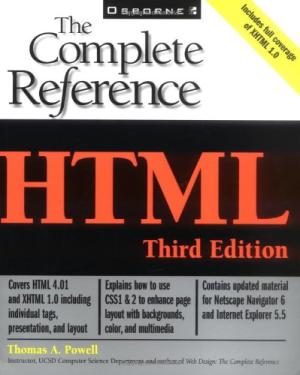 OSBORNE
Includes full coverage
of XHTML 1.0
The
Complete
Reference
HTML
Third Edition
Covers HTML 4.01
and XHTML 1.0 including
individual tags,
presentation, and layout
Explains how to use
CSS1 & 2 to enhance page
layout with backgrounds,
color, and multimedia
Contains updated material
for Netscape Navigator 6
and Internet Explorer 5.5
Thomas A. Powell
Instructor, UCSD Computer Science Department, and author of Web Design: The Complete Reference